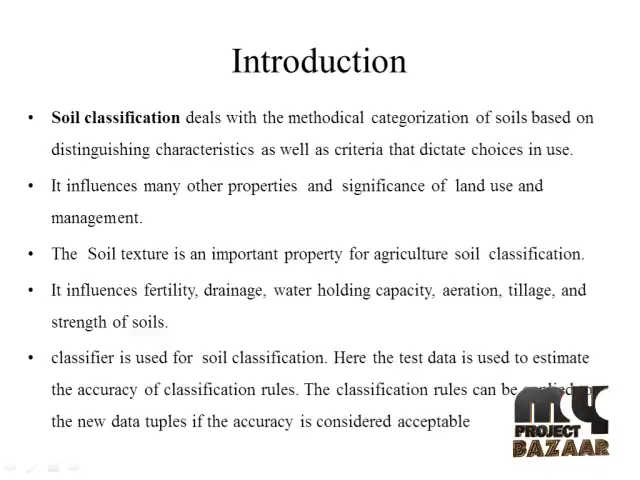 Introduction
• Soil classification deals with the methodical categorization of soils based on
distinguishing characteristics as well as criteria that dictate choices in use.
• It influences many other properties and significance of land use and
management.
• The Soil texture is an important property for agriculture soil classification.
• It influences fertility, drainage, water holding capacity, aeration, tillage, and
strength of soils.
• classifier is used for soil classification. Here the test data is used to estimate
the accuracy of classification rules. The classification rules can be applied to
the new data tuples if the accuracy is considered acceptable
MY
PROJECT
BAZAAR